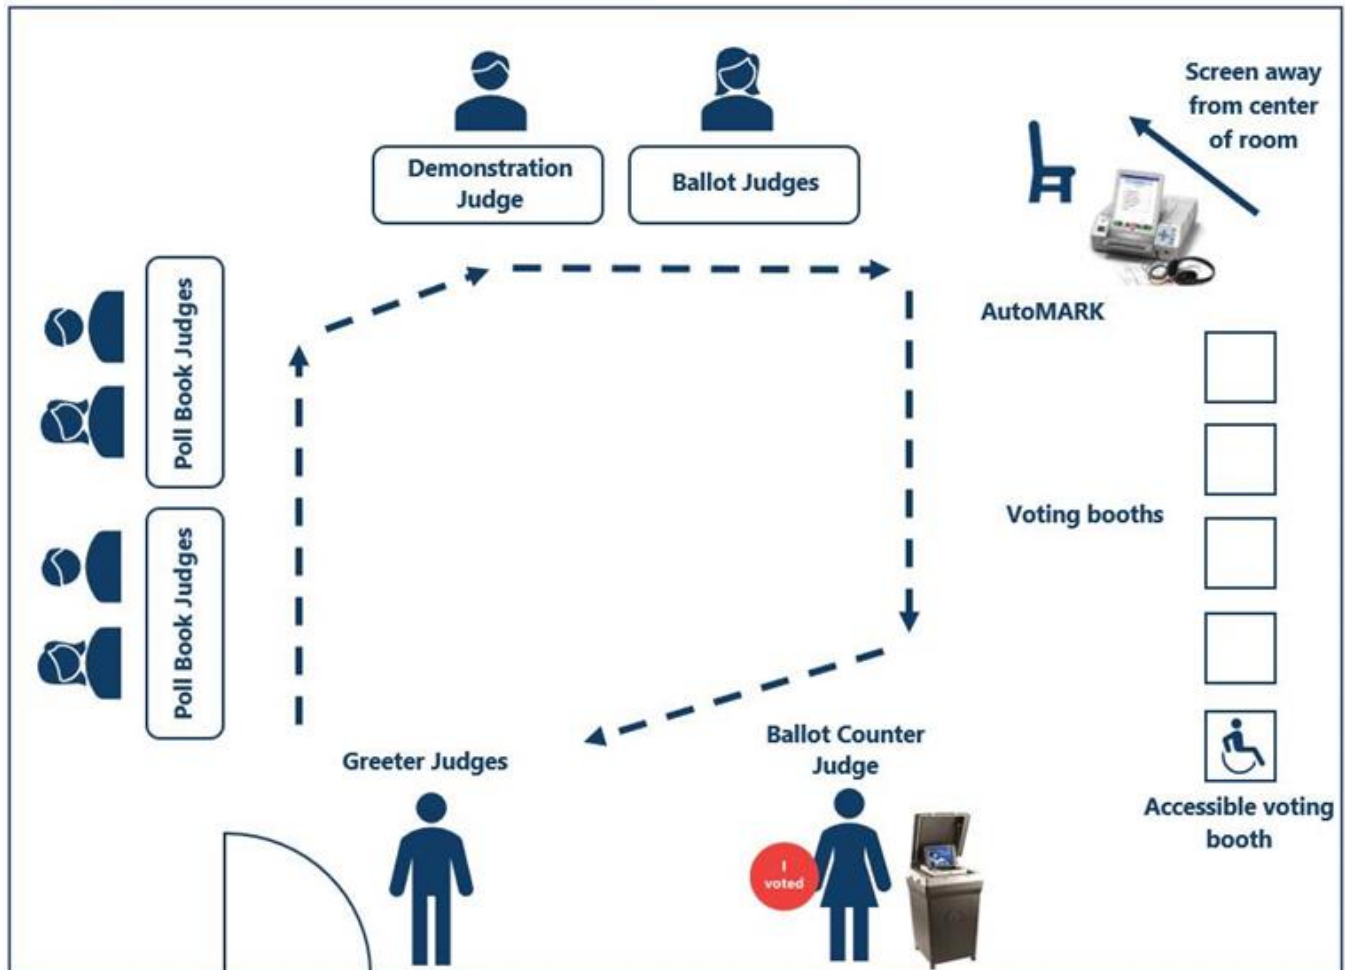 Demonstration
Judge
Ballot Judges
Screen away
from center
of room
AutoMARK
Poll Book Judges
Poll Book Judges
Voting booths
Greeter Judges
Ballot Counter
Judge
I
voted
Accessible voting
booth